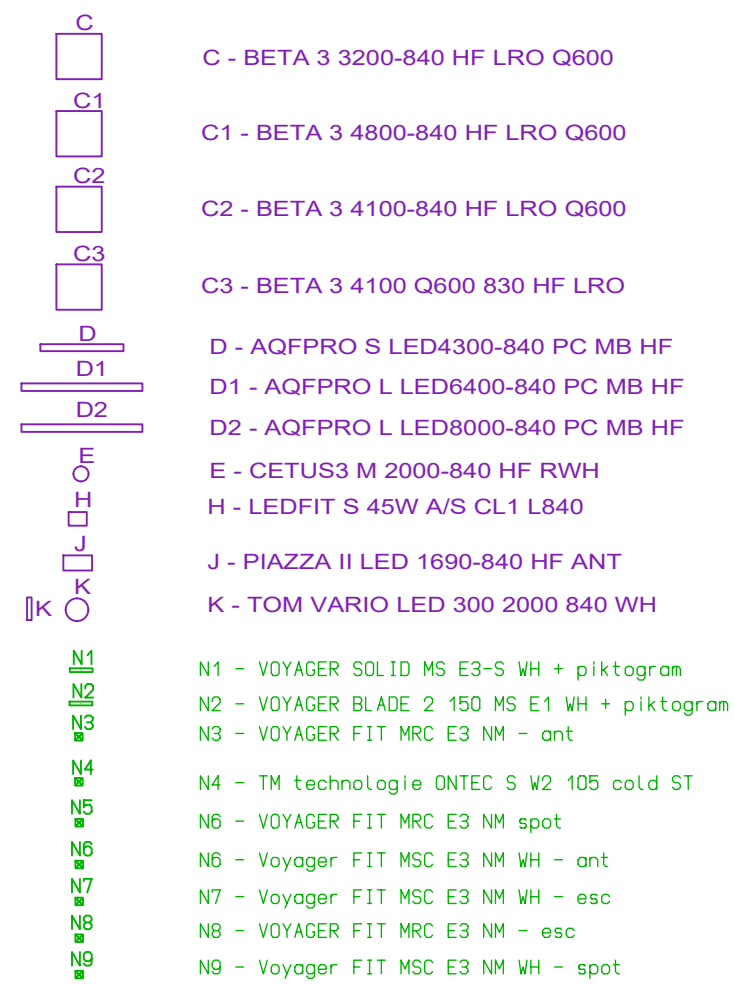 C
C - BETA 3 3200-840 HF LRO Q600
C1
C1 - BETA 3 4800-840 HF LRO Q600
C2
C2 - BETA 3 4100-840 HF LRO Q600
C3
C3 - BETA 3 4100 Q600 830 HF LRO
D
D - AQFPRO S LED4300-840 PC MB HF
D1
D1 - AQFPRO L LED6400-840 PC MB HF
D2
D2 - AQFPRO L LED8000-840 PC MB HF
E
E - CETUS3 M 2000-840 HF RWH
H
H - LEDFIT S 45W A/S CL1 L840
J
J - PIAZZA II LED 1690-840 HF ANT
K
K
K - TOM VARIO LED 300 2000 840 WH
N1
N1 - VOYAGER SOLID MS E3-S WH + piktogram
N2
N2 - VOYAGER BLADE 2 150 MS E1 WH + piktogram
N3
N3 - VOYAGER FIT MRC E3 NM - ant
N4
N4 - TM technologie ONTEC S W2 105 cold ST
N5
N6 - VOYAGER FIT MRC E3 NM spot
N6
N6 - Voyager FIT MSC E3 NM WH - ant
N7
N7 - Voyager FIT MSC E3 NM WH - esc
N8
N8 - VOYAGER FIT MRC E3 NM - esc
N9
N9 - Voyager FIT MSC E3 NM WH - spot